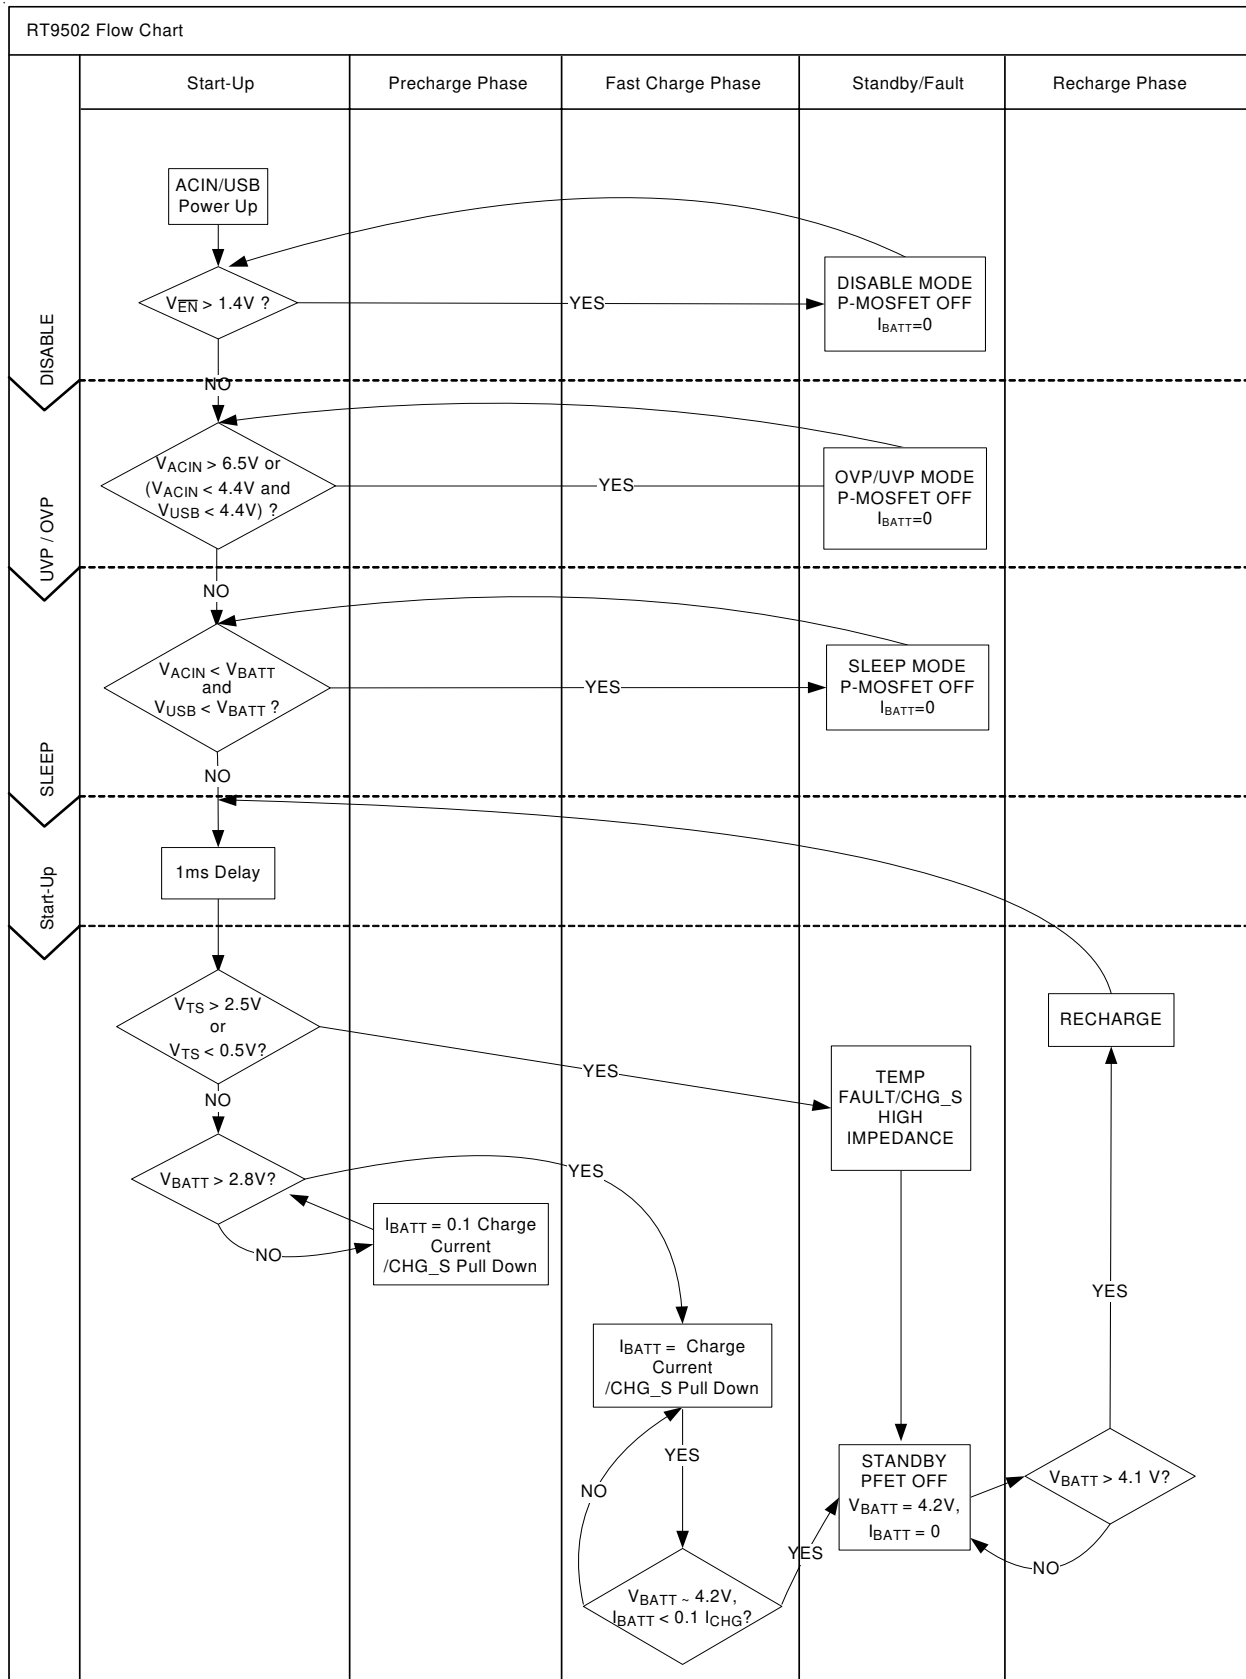 RT9502 Flow Chart
Start-Up
Precharge Phase
Fast Charge Phase
Standby/Fault
Recharge Phase
DISABLE
ACIN/USB
Power Up
VEN > 1.4V ?
YES
DISABLE MODE
P-MOSFET OFF
IBATT=0
NO
UVP / OVP
VACIN > 6.5V or
(VACIN < 4.4V and
VUSB < 4.4V) ?
YES
OVP/UVP MODE
P-MOSFET OFF
IBATT=0
NO
SLEEP
VACIN < VBATT
and
VUSB < VBATT ?
YES
SLEEP MODE
P-MOSFET OFF
IBATT=0
NO
Start-Up
1ms Delay
VTS > 2.5V
or
VTS < 0.5V?
YES
TEMP
FAULT/CHG_S
HIGH
IMPEDANCE
RECHARGE
NO
VBATT > 2.8V?
YES
NO
IBATT = 0.1 Charge
Current
/CHG_S Pull Down
YES
IBATT = Charge
Current
/CHG_S Pull Down
YES
NO
STANDBY
PFET OFF
VBATT = 4.2V,
IBATT = 0
VBATT > 4.1 V?
YES
NO
VBATT ~ 4.2V,
IBATT < 0.1 ICHG?